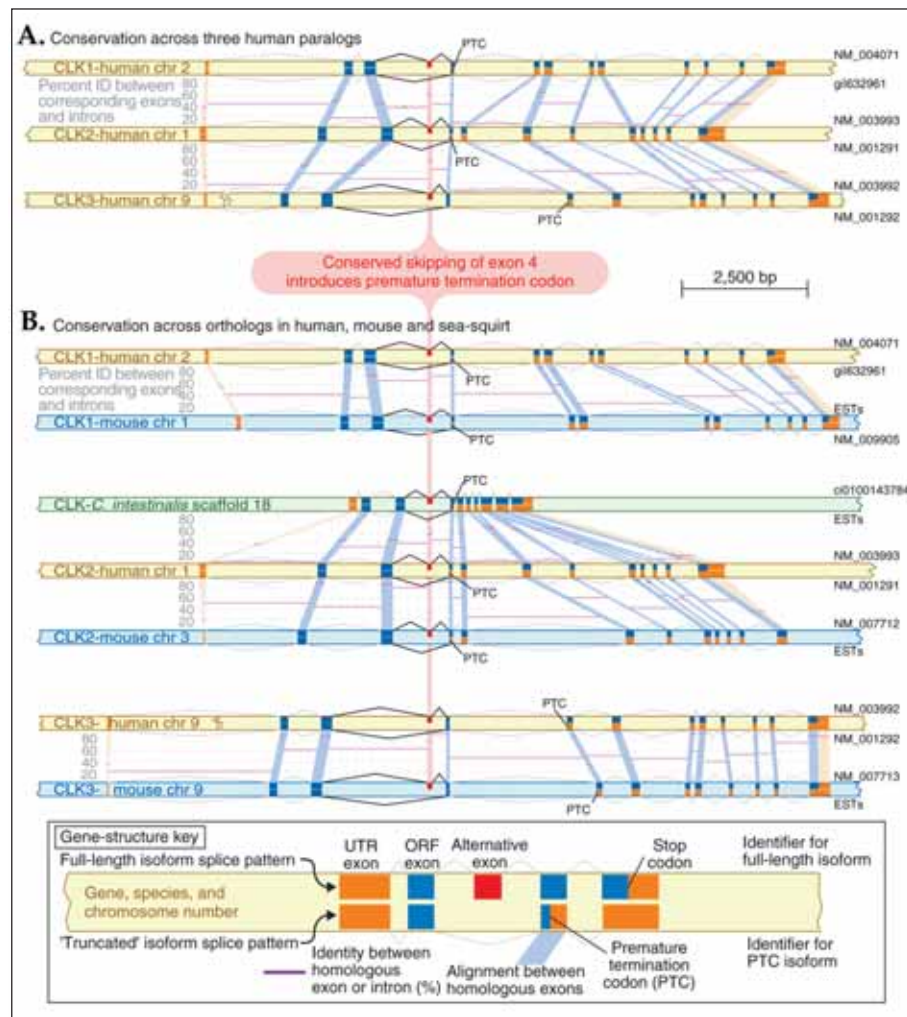 A. Conservation across three human paralogs
PTC
NM_004071
CLK1-human chr 2
gil632961
Percent ID between
corresponding exons
and introns
80
60
40
20
NM_003993
CLK2-human chr 1
NM_001291
PTC
80
60
40
20
NM_003992
CLK3-human chr 9
PTC
NM_001292
Conserved skipping of exon 4
introduces premature termination codon
2,500 bp
B. Conservation across orthologs in human, mouse and sea-squirt
NM_004071
CLK1-human chr 2
PTC
gil632961
Percent ID between
corresponding exons
and introns
80
60
40
20
ESTs
CLK1-mouse chr 1
PTC
NM_009905
PTC
ci0100143784
CLK-C. intestinalis scaffold 18
ESTs
80
60
40
20
NM_003993
CLK2-human chr 1
PTC
NM_001291
80
60
40
20
NM_007712
CLK2-mouse chr 3
PTC
ESTs
PTC
NM_003992
CLK3- human chr 9
NM_001292
80
60
40
20
NM_007713
CLK3- mouse chr 9
PTC
ESTs
Gene-structure key
UTR
exon
ORF
exon
Alternative
exon
Stop
codon
Identifier for
full-length isoform
Full-length isoform splice pattern
Gene, species, and
chromosome number
'Truncated' isoform splice pattern
Identity between
homologous
exon or intron (%)
Alignment between
homologous exons
Premature
termination
codon (PTC)
Identifier for
PTC isoform